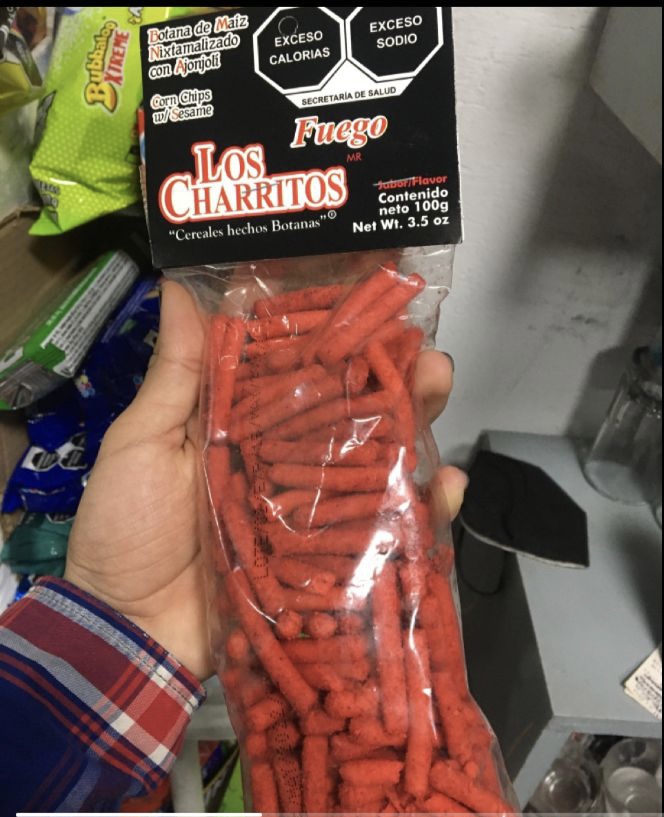 Botana de Maíz
Nixtamalizado
con Ajonjolí
Corn Chips
w/ Sesame
EXCESO
CALORÍAS
EXCESO
SODIO
SECRETARÍA DE SALUD
Fuego
MR
LOS
CHARRITOS
"Cereales hechos Botanas"®
Sabor/Flavor
Contenido
neto 100g
Net Wt. 3.5 oz
Bubbaloo
XTREME